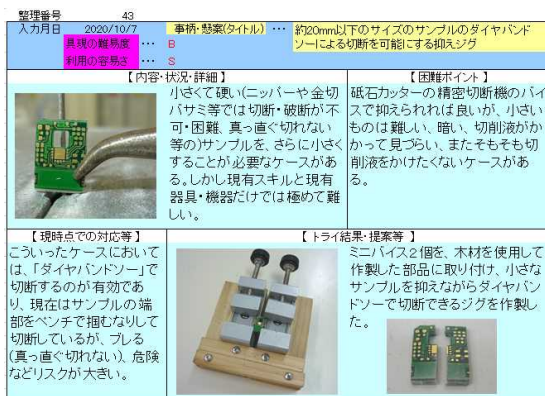 整理番号 43
入力月日 2020/10/7 事柄・懸案(タイトル) ・・・ 約20mm以下のサイズのサンプルのダイヤバンド
ソーによる切断を可能にする抑えジグ
具現の難易度 ・・・ B
利用の容易さ ・・・ S
【内容・状況・詳細】
小さくて硬い(ニッパーや金切
バサミ等では切断・破断が不
可・困難、真っ直ぐ切れない
等の)サンプルを、さらに小さく
することが必要なケースがあ
る。しかし現有スキルと現有
器具・機器だけでは極めて難
しい。
【困難ポイント】
砥石カッターの精密切断機のバイ
スで抑えられれば良いが、小さい
ものは難しい、暗い、切削液がか
かって見づらい、またそもそも切
削液をかけたくないケースがあ
る。
【現時点での対応等】
こういったケースにおいて
は、「ダイヤバンドソー」で
切断するのが有効であ
り、現在はサンプルの端
部をペンチで掴むなりして
切断しているが、ブレる
(真っ直ぐ切れない)、危険
などリスクが大きい。
【トライ結果・提案等】
ミニバイス2個を、木材を使用して
作製した部品に取り付け、小さな
サンプルを抑えながらダイヤバン
ドソーで切断できるジグを作製し
た。